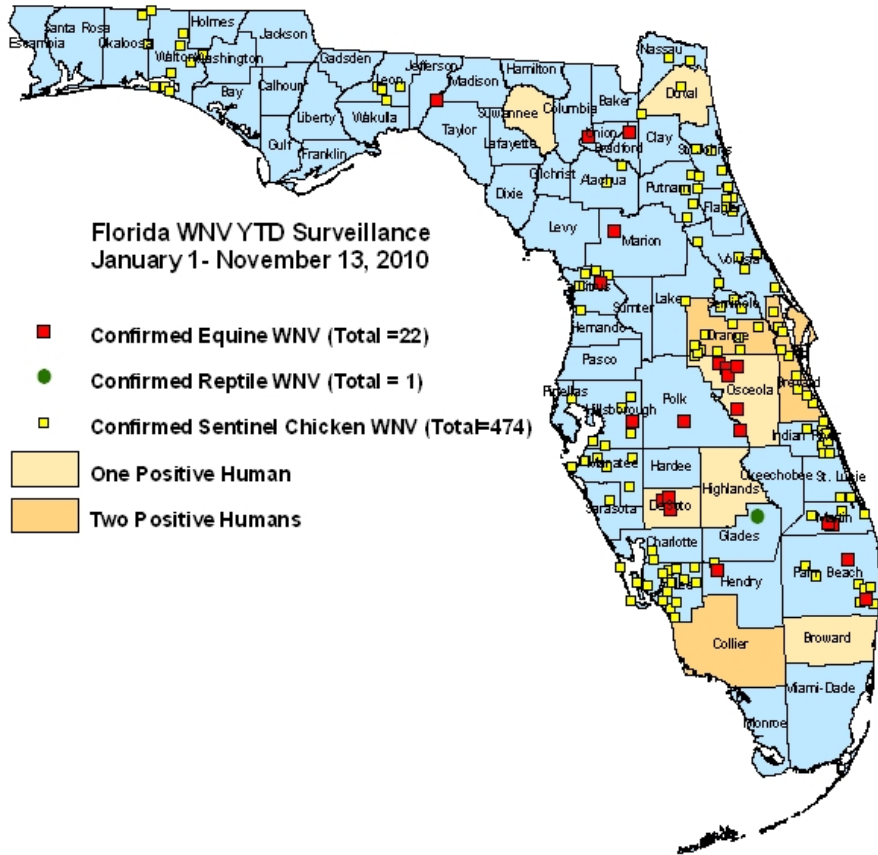 Holmes
Santa Rosa
Okaloosa
Jackson
Escambia
Walton
Washington
Gadsden
Jefferson
Hamilton
Nassau
Leon
Madison
Bay
Calhoun
Columbia
Baker
Duval
Liberty
Wakulla
Suwannee
Union
Taylor
Bradford
Clay
Gulf
Franklin
Lafayette
St. Johns
Gilchrist
Alachua
Putnam
Dixie
Flagler
Florida WNV YTD Surveillance
January 1- November 13, 2010
Levy
Marion
Volusia
Citrus
Lake
Seminole
Sumter
Confirmed Equine WNV (Total =22)
Hernando
Orange
Pasco
Confirmed Reptile WNV (Total = 1)
Osceola
Brevard
Pinellas
Polk
Hillsborough
Confirmed Sentinel Chicken WNV (Total=474)
Indian River
One Positive Human
Manatee
Hardee
Okeechobee
St. Lucie
Highlands
Sarasota
Desoto
Two Positive Humans
Martin
Charlotte
Glades
Lee
Hendry
Palm Beach
Collier
Broward
Miami-Dade
Monroe